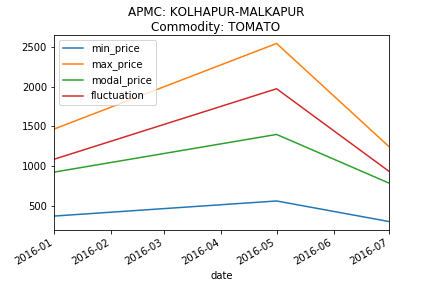 APMC: KOLHAPUR-MALKAPUR
Commodity: TOMATO
2500
2000
1500
1000
500
min_price
max_price
modal_price
fluctuation
2016-01
2016-02
2016-03
2016-04
2016-05
2016-06
2016-07
date